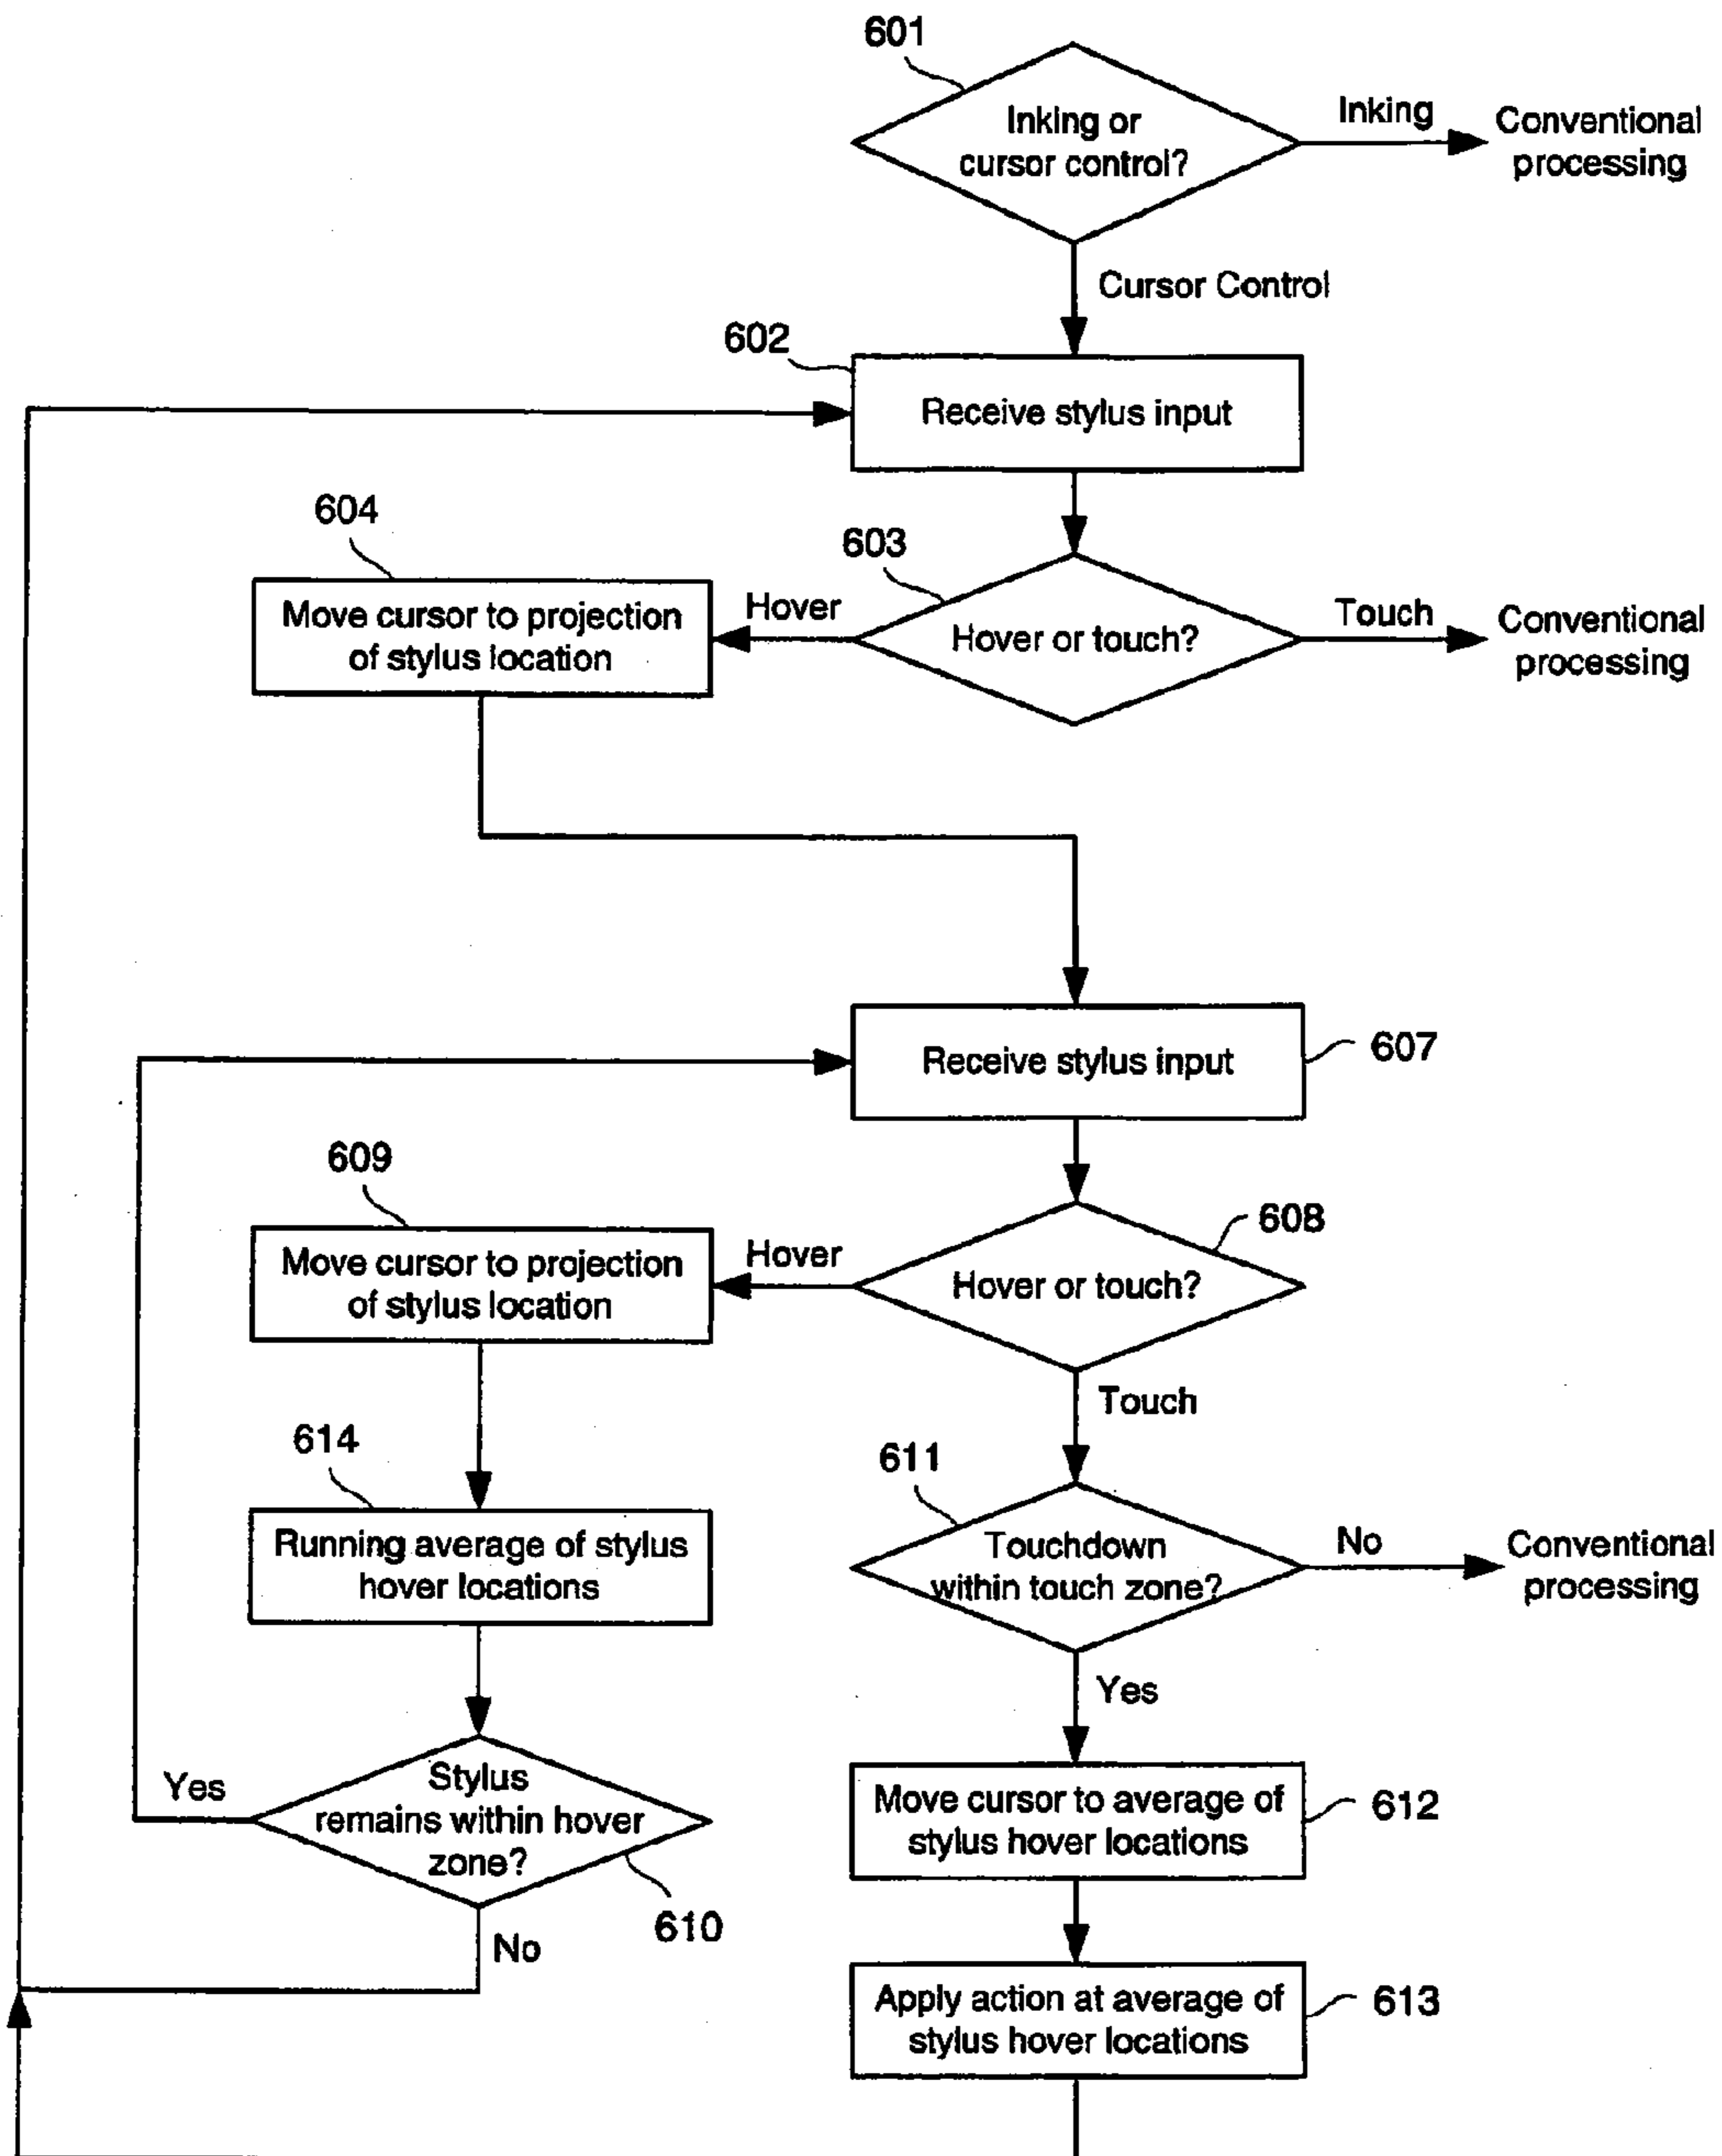 601
Inking or
cursor control?
Inking
Conventional
processing
Cursor Control
602
Receive stylus input
604
603
Move cursor to projection
of stylus location
Hover
Hover or touch?
Touch
Conventional
processing
Receive stylus input
607
609
608
Move cursor to projection
of stylus location
Hover
Hover or touch?
Touch
614
611
Running average of stylus
hover locations
Touchdown
within touch zone?
No
Conventional
processing
Yes
Yes
Stylus
remains within hover
zone?
610
No
Move cursor to average of
stylus hover locations
612
Apply action at average of
stylus hover locations
613